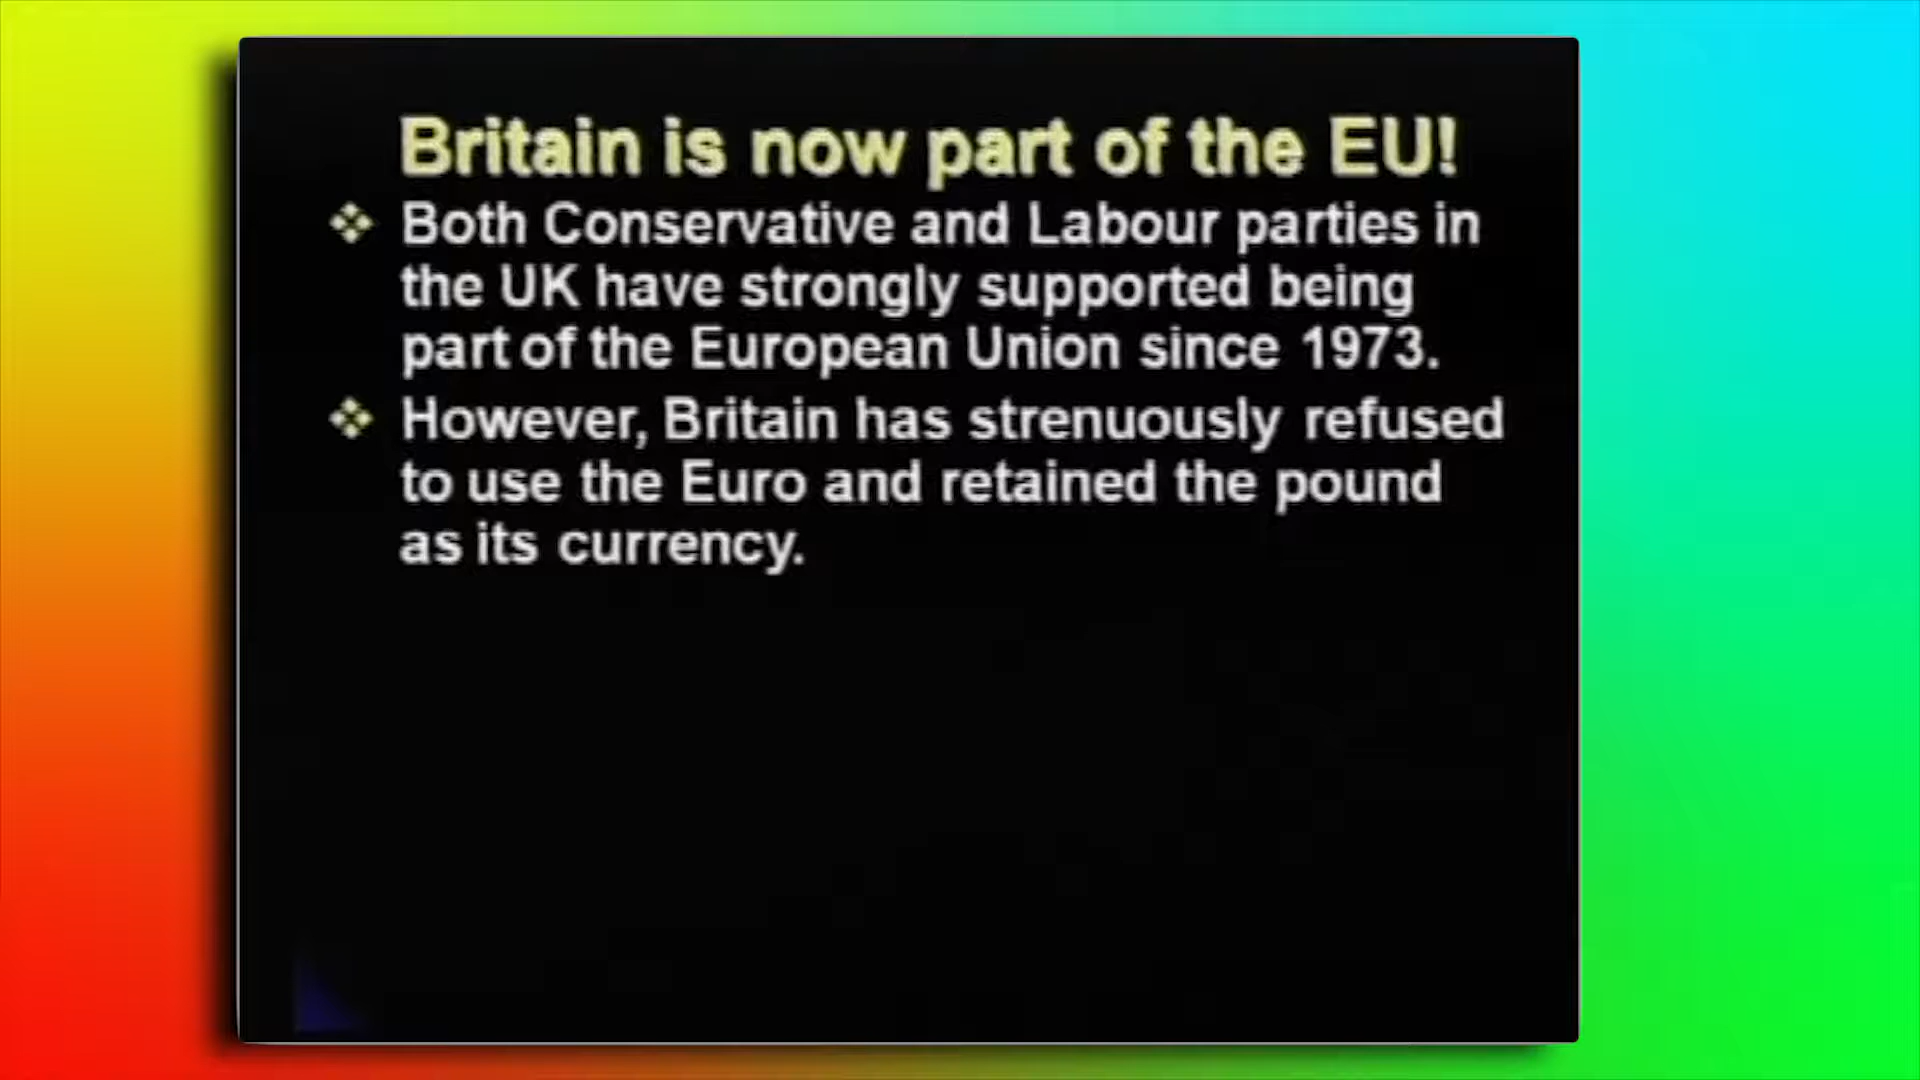 Britain is now part of the EU!
Both Conservative and Labour parties in
the UK have strongly supported being
part of the European Union since 1973.
However, Britain has strenuously refused
to use the Euro and retained the pound
as its currency.